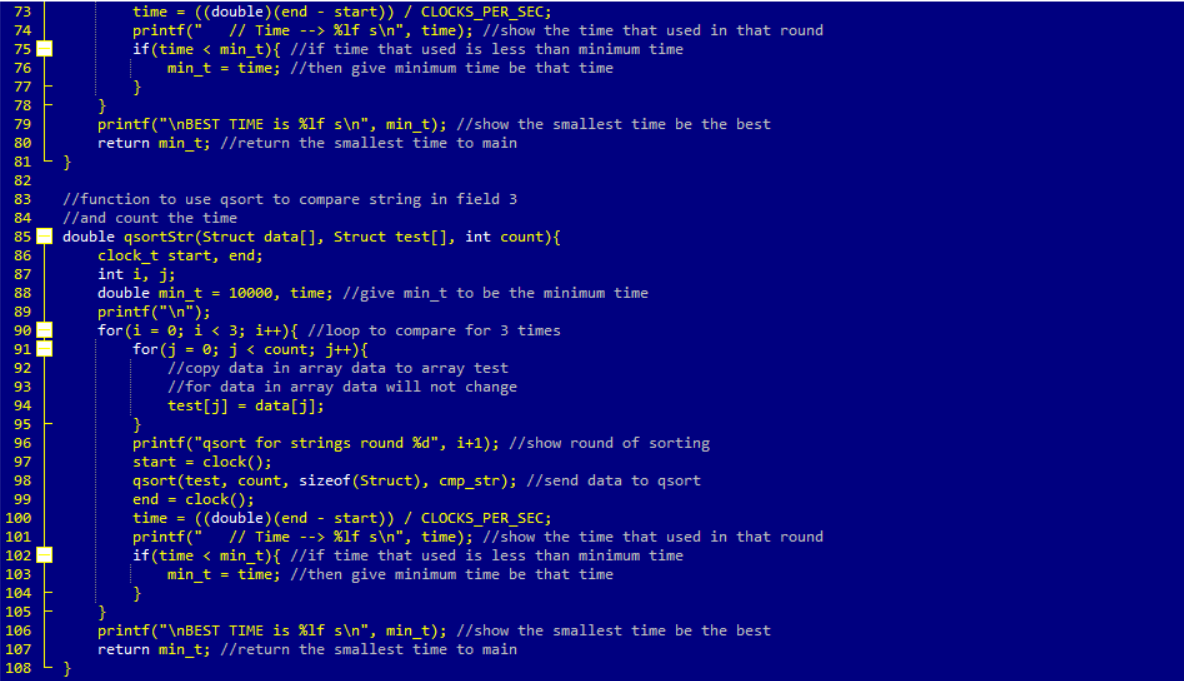 73 time = ((double)(end - start)) / CLOCKS_PER_SEC;
74 printf("   // Time --> %lf s\n", time); //show the time that used in that round
75 if(time < min_t){ //if time that used is less than minimum time
76 min_t = time; //then give minimum time be that time
77 }
78 }
79 printf("\nBEST TIME is %lf s\n", min_t); //show the smallest time be the best
80 return min_t; //return the smallest time to main
81 }
82
83 //function to use qsort to compare string in field 3
84 //and count the time
85 double qsortStr(Struct data[], Struct test[], int count){
86 clock_t start, end;
87 int i, j;
88 double min_t = 10000, time; //give min_t to be the minimum time
89 printf("\n");
90 for(i = 0; i < 3; i++){ //loop to compare for 3 times
91 for(j = 0; j < count; j++){
92 //copy data in array data to array test
93 //for data in array data will not change
94 test[j] = data[j];
95 }
96 printf("qsort for strings round %d", i+1); //show round of sorting
97 start = clock();
98 qsort(test, count, sizeof(Struct), cmp_str); //send data to qsort
99 end = clock();
100 time = ((double)(end - start)) / CLOCKS_PER_SEC;
101 printf("   // Time --> %lf s\n", time); //show the time that used in that round
102 if(time < min_t){ //if time that used is less than minimum time
103 min_t = time; //then give minimum time be that time
104 }
105 }
106 printf("\nBEST TIME is %lf s\n", min_t); //show the smallest time be the best
107 return min_t; //return the smallest time to main
108 }